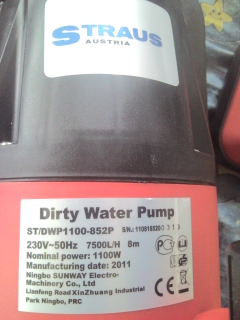 STRAUS
AUSTRIA
Dirty Water Pump
ST/DWP1100-852P
230V~50Hz 7500L/H 8m
Nominal power: 1100W
Manufacturing date: 2011
Ningbo SUNWAY Electro-
Machinery Co., Ltd
Lianfeng Road XinZhuang Industrial
Park Ningbo, PRC
CE